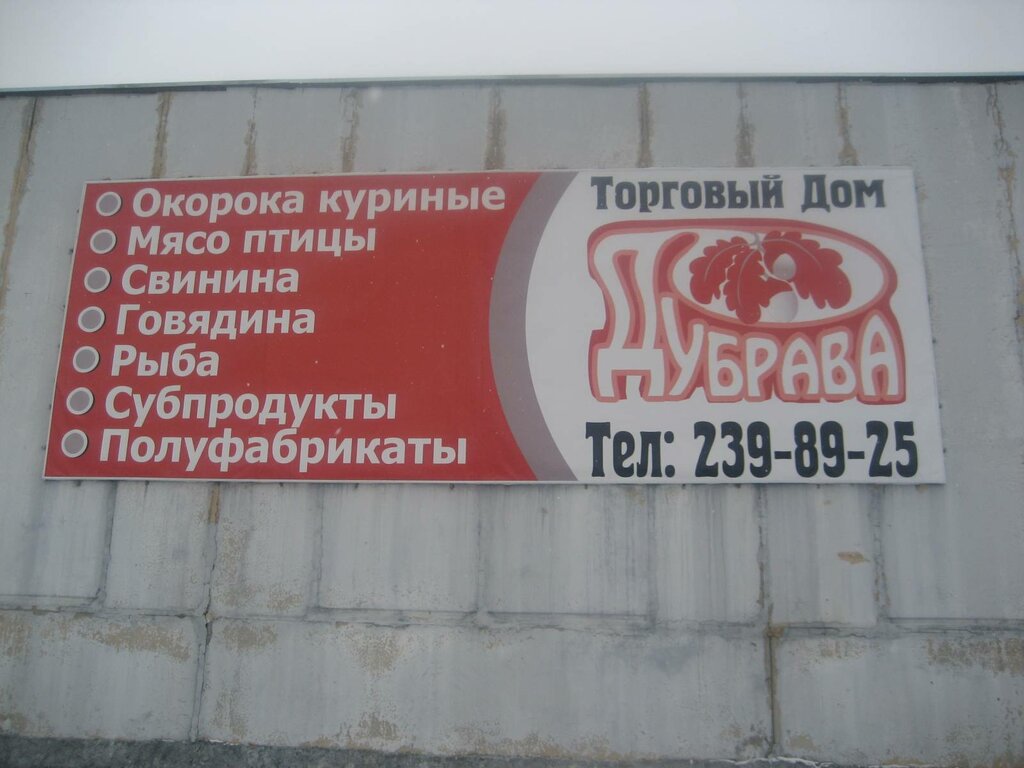 Окорока куриные
Мясо птицы
Свинина
Говядина
Рыба
Субпродукты
Полуфабрикаты
Торговый Дом
Дубрава
Тел: 239-89-25